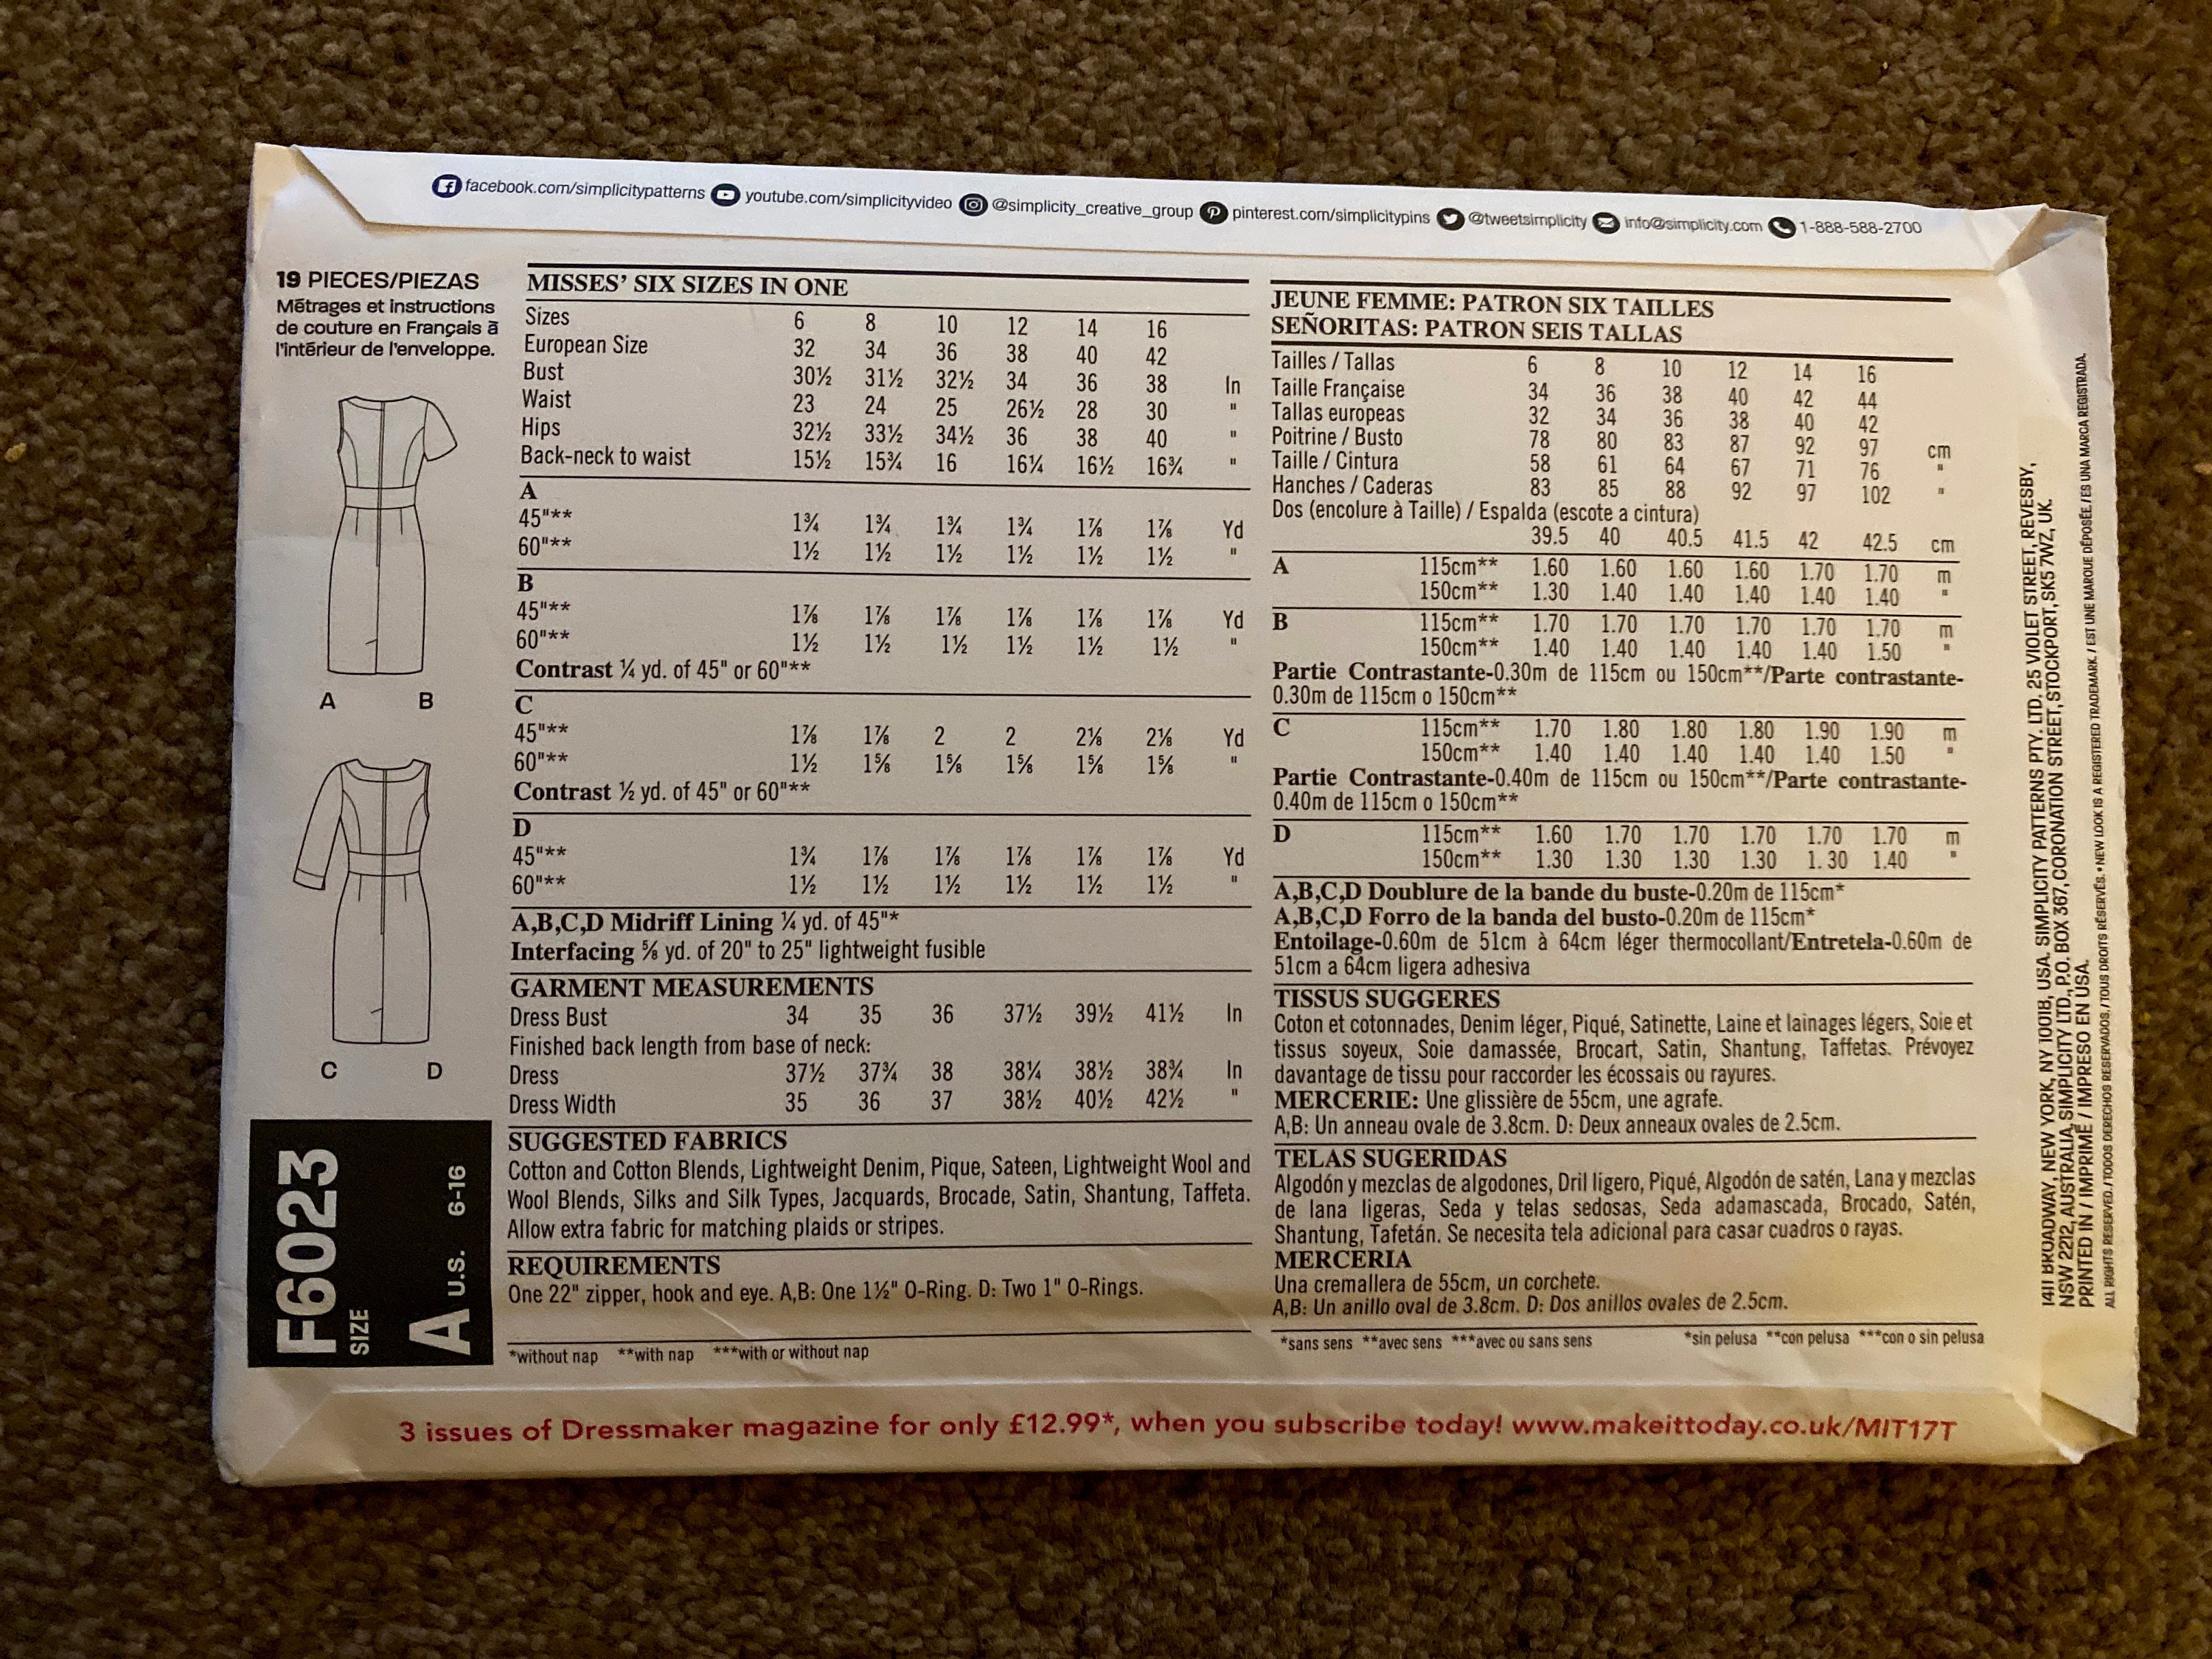 facebook.com/simplicitypatterns youtube.com/simplicityvideo @simplicity_creative_group pinterest.com/simplicitypins @tweetsimplicity info@simplicity.com 1-888-588-2700
19 PIECES/PIEZAS
Métrages et instructions
de couture en Français à
l'intérieur de l'enveloppe.
A B
C D
F6023
SIZE
A U.S. 6-16
MISSES' SIX SIZES IN ONE
Sizes 6 8 10 12 14 16
European Size 32 34 36 38 40 42
Bust 30½ 31½ 32½ 34 36 38 In
Waist 23 24 25 26½ 28 30 "
Hips 32½ 33½ 34½ 36 38 40 "
Back-neck to waist 15½ 15¾ 16 16¼ 16½ 16¾ "
A
45"** 1¾ 1¾ 1¾ 1¾ 1⅞ 1⅞ Yd
60"** 1½ 1½ 1½ 1½ 1½ 1½ "
B
45"** 1⅞ 1⅞ 1⅞ 1⅞ 1⅞ 1⅞ Yd
60"** 1½ 1½ 1½ 1½ 1½ 1½ "
Contrast ¼ yd. of 45" or 60"**
C
45"** 1⅞ 1⅞ 2 2 2⅛ 2⅛ Yd
60"** 1½ 1⅝ 1⅝ 1⅝ 1⅝ 1⅝ "
Contrast ½ yd. of 45" or 60"**
D
45"** 1¾ 1⅞ 1⅞ 1⅞ 1⅞ 1⅞ Yd
60"** 1½ 1½ 1½ 1½ 1½ 1½ "
A,B,C,D Midriff Lining ¼ yd. of 45"*
Interfacing ⅝ yd. of 20" to 25" lightweight fusible
GARMENT MEASUREMENTS
Dress Bust 34 35 36 37½ 39½ 41½ In
Finished back length from base of neck:
Dress 37½ 37¾ 38 38¼ 38½ 38¾ In
Dress Width 35 36 37 38½ 40½ 42½ "
SUGGESTED FABRICS
Cotton and Cotton Blends, Lightweight Denim, Pique, Sateen, Lightweight Wool and
Wool Blends, Silks and Silk Types, Jacquards, Brocade, Satin, Shantung, Taffeta.
Allow extra fabric for matching plaids or stripes.
REQUIREMENTS
One 22" zipper, hook and eye. A,B: One 1½" O-Ring. D: Two 1" O-Rings.
*without nap **with nap ***with or without nap
JEUNE FEMME: PATRON SIX TAILLES
SEÑORITAS: PATRON SEIS TALLAS
Tailles / Tallas 6 8 10 12 14 16
Taille Française 34 36 38 40 42 44
Tallas europeas 32 34 36 38 40 42
Poitrine / Busto 78 80 83 87 92 97 cm
Taille / Cintura 58 61 64 67 71 76 "
Hanches / Caderas 83 85 88 92 97 102 "
Dos (encolure à Taille) / Espalda (escote a cintura)
39.5 40 40.5 41.5 42 42.5 cm
A 115cm** 1.60 1.60 1.60 1.60 1.70 1.70 m
150cm** 1.30 1.40 1.40 1.40 1.40 1.40 "
B 115cm** 1.70 1.70 1.70 1.70 1.70 1.70 m
150cm** 1.40 1.40 1.40 1.40 1.40 1.50 "
Partie Contrastante-0.30m de 115cm ou 150cm**/Parte contrastante-
0.30m de 115cm o 150cm**
C 115cm** 1.70 1.80 1.80 1.80 1.90 1.90 m
150cm** 1.40 1.40 1.40 1.40 1.40 1.50 "
Partie Contrastante-0.40m de 115cm ou 150cm**/Parte contrastante-
0.40m de 115cm o 150cm**
D 115cm** 1.60 1.70 1.70 1.70 1.70 1.70 m
150cm** 1.30 1.30 1.30 1.30 1. 30 1.40 "
A,B,C,D Doublure de la bande du buste-0.20m de 115cm*
A,B,C,D Forro de la banda del busto-0.20m de 115cm*
Entoilage-0.60m de 51cm à 64cm léger thermocollant/Entretela-0.60m de
51cm a 64cm ligera adhesiva
TISSUS SUGGERES
Coton et cotonnades, Denim léger, Piqué, Satinette, Laine et lainages légers, Soie et
tissus soyeux, Soie damassée, Brocart, Satin, Shantung, Taffetas. Prévoyez
davantage de tissu pour raccorder les écossais ou rayures.
MERCERIE: Une glissière de 55cm, une agrafe.
A,B: Un anneau ovale de 3.8cm. D: Deux anneaux ovales de 2.5cm.
TELAS SUGERIDAS
Algodón y mezclas de algodones, Dril ligero, Piqué, Algodón de satén, Lana y mezclas
de lana ligeras, Seda y telas sedosas, Seda adamascada, Brocado, Satén,
Shantung, Tafetán. Se necesita tela adicional para casar cuadros o rayas.
MERCERIA
Una cremallera de 55cm, un corchete.
A,B: Un anillo oval de 3.8cm. D: Dos anillos ovales de 2.5cm.
*sans sens **avec sens ***avec ou sans sens *sin pelusa **con pelusa ***con o sin pelusa
1411 BROADWAY, NEW YORK, NY 10018, USA. SIMPLICITY PATTERNS PTY. LTD. 25 VIOLET STREET, REVESBY,
NSW 2212, AUSTRALIA. SIMPLICITY LTD., P.O. BOX 367, CORONATION STREET, STOCKPORT, SK5 7WZ, UK.
PRINTED IN / IMPRIMÉ / IMPRESO EN USA.
ALL RIGHTS RESERVED. / TODOS DERECHOS RESERVADOS. / TOUS DROITS RÉSERVÉS. • NEW LOOK IS A REGISTERED TRADEMARK. / EST UNE MARQUE DÉPOSÉE. / ES UNA MARCA REGISTRADA.
3 issues of Dressmaker magazine for only £12.99*, when you subscribe today! www.makeittoday.co.uk/MIT17T